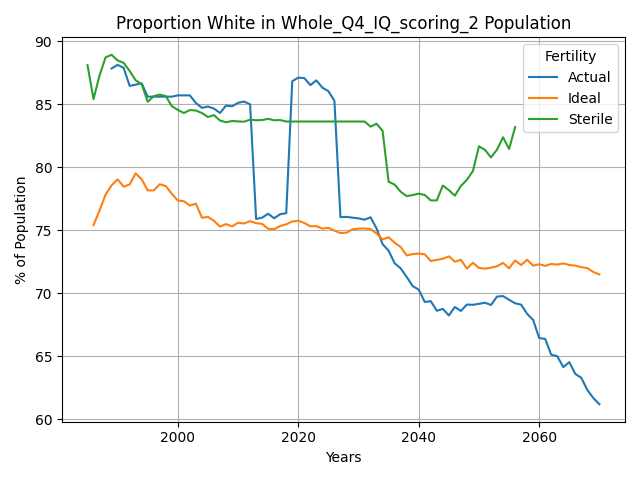 Proportion White in Whole_Q4_IQ_scoring_2 Population
% of Population
90
85
80
75
70
65
60
2000
2020
2040
2060
Years
Fertility
Actual
Ideal
Sterile